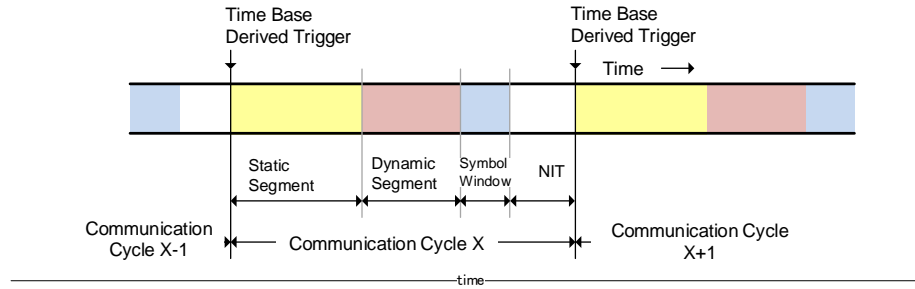 Time Base
Derived Trigger
Time Base
Derived Trigger
Time
Static
Segment
Dynamic
Segment
Symbol
Window
NIT
Communication
Cycle X-1
Communication Cycle X
Communication Cycle
X+1
time